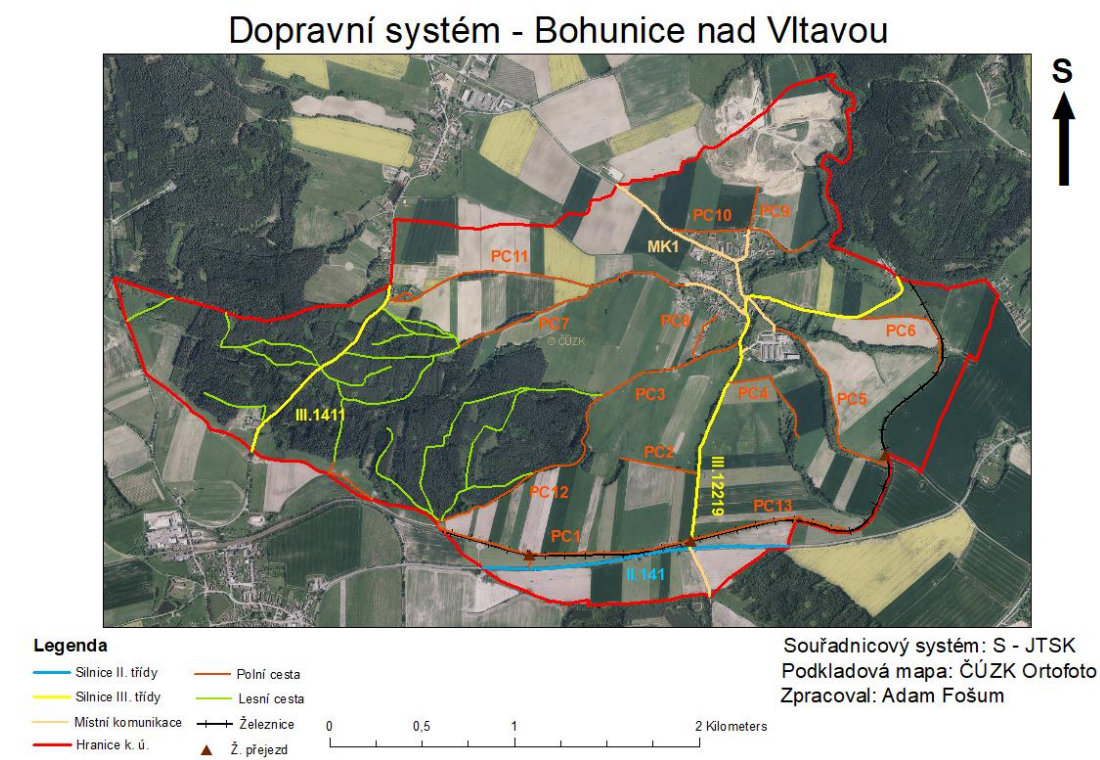 Dopravní systém - Bohunice nad Vltavou
S
PC10
PC9
MK1
PC11
PC7
PC8
© ČÚZK
PC6
PC3
PC4
PC5
III.1411
PC2
III.12219
PC12
PC13
PC1
II.141
Legenda
Silnice II. třídy
Silnice III. třídy
Místní komunikace
Hranice k. ú.
Polní cesta
Lesní cesta
Železnice
Ž. přejezd
0 0,5 1 2 Kilometers
Souřadnicový systém: S - JTSK
Podkladová mapa: ČÚZK Ortofoto
Zpracoval: Adam Fošum